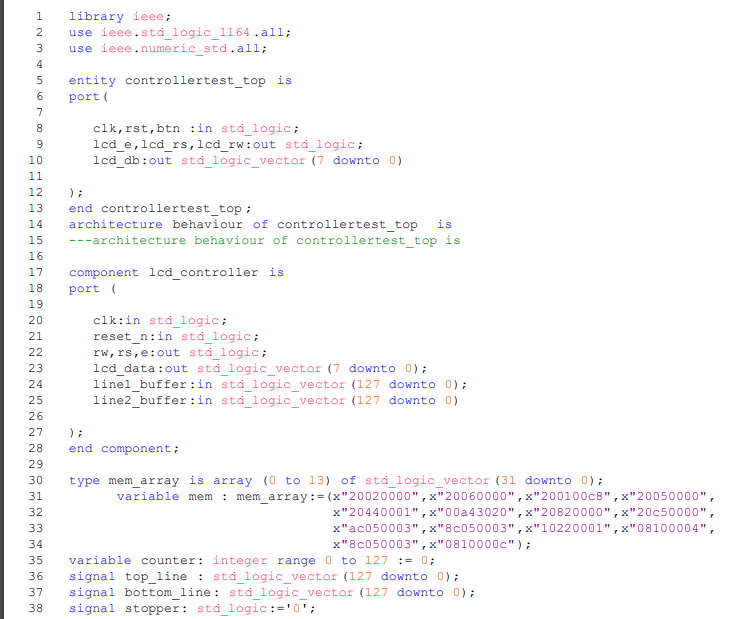 1 library ieee;
2 use ieee.std_logic_1164.all;
3 use ieee.numeric_std.all;
4
5 entity controllertest_top is
6 port(
7
8 clk,rst,btn :in std_logic;
9 lcd_e,lcd_rs,lcd_rw:out std_logic;
10 lcd_db:out std_logic_vector(7 downto 0)
11
12 );
13 end controllertest_top;
14 architecture behaviour of controllertest_top is
15 ---architecture behaviour of controllertest_top is
16
17 component lcd_controller is
18 port (
19
20 clk:in std_logic;
21 reset_n:in std_logic;
22 rw,rs,e:out std_logic;
23 lcd_data:out std_logic_vector(7 downto 0);
24 line1_buffer:in std_logic_vector(127 downto 0);
25 line2_buffer:in std_logic_vector(127 downto 0)
26
27 );
28 end component;
29
30 type mem_array is array (0 to 13) of std_logic_vector(31 downto 0);
31 variable mem : mem_array:=(x"20020000",x"20060000",x"200100c8",x"20050000",
32 x"20440001",x"00a43020",x"20820000",x"20c50000",
33 x"ac050003",x"8c050003",x"10220001",x"08100004",
34 x"8c050003",x"0810000c");
35 variable counter: integer range 0 to 127 := 0;
36 signal top_line : std_logic_vector(127 downto 0);
37 signal bottom_line: std_logic_vector(127 downto 0);
38 signal stopper: std_logic:='0';